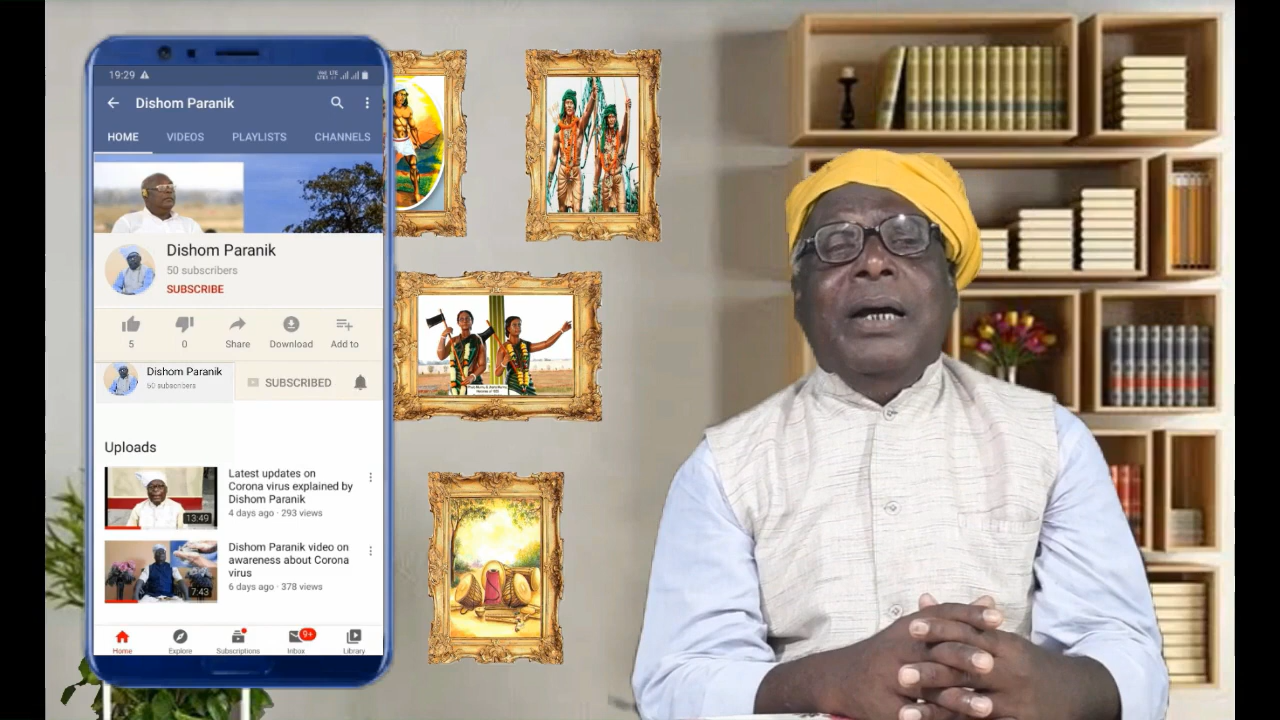 19:29
Dishom Paranik
HOME VIDEOS PLAYLISTS CHANNELS
Dishom Paranik
50 subscribers
SUBSCRIBE
5 0 Share Download Add to
Dishom Paranik
50 subscribers
SUBSCRIBED
Uploads
Latest updates on
Corona virus explained by
Dishom Paranik
4 days ago · 293 views
13:49
Dishom Paranik video on
awareness about Corona
virus
6 days ago · 378 views
7:43
9+
Home Explore Subscriptions Inbox Library